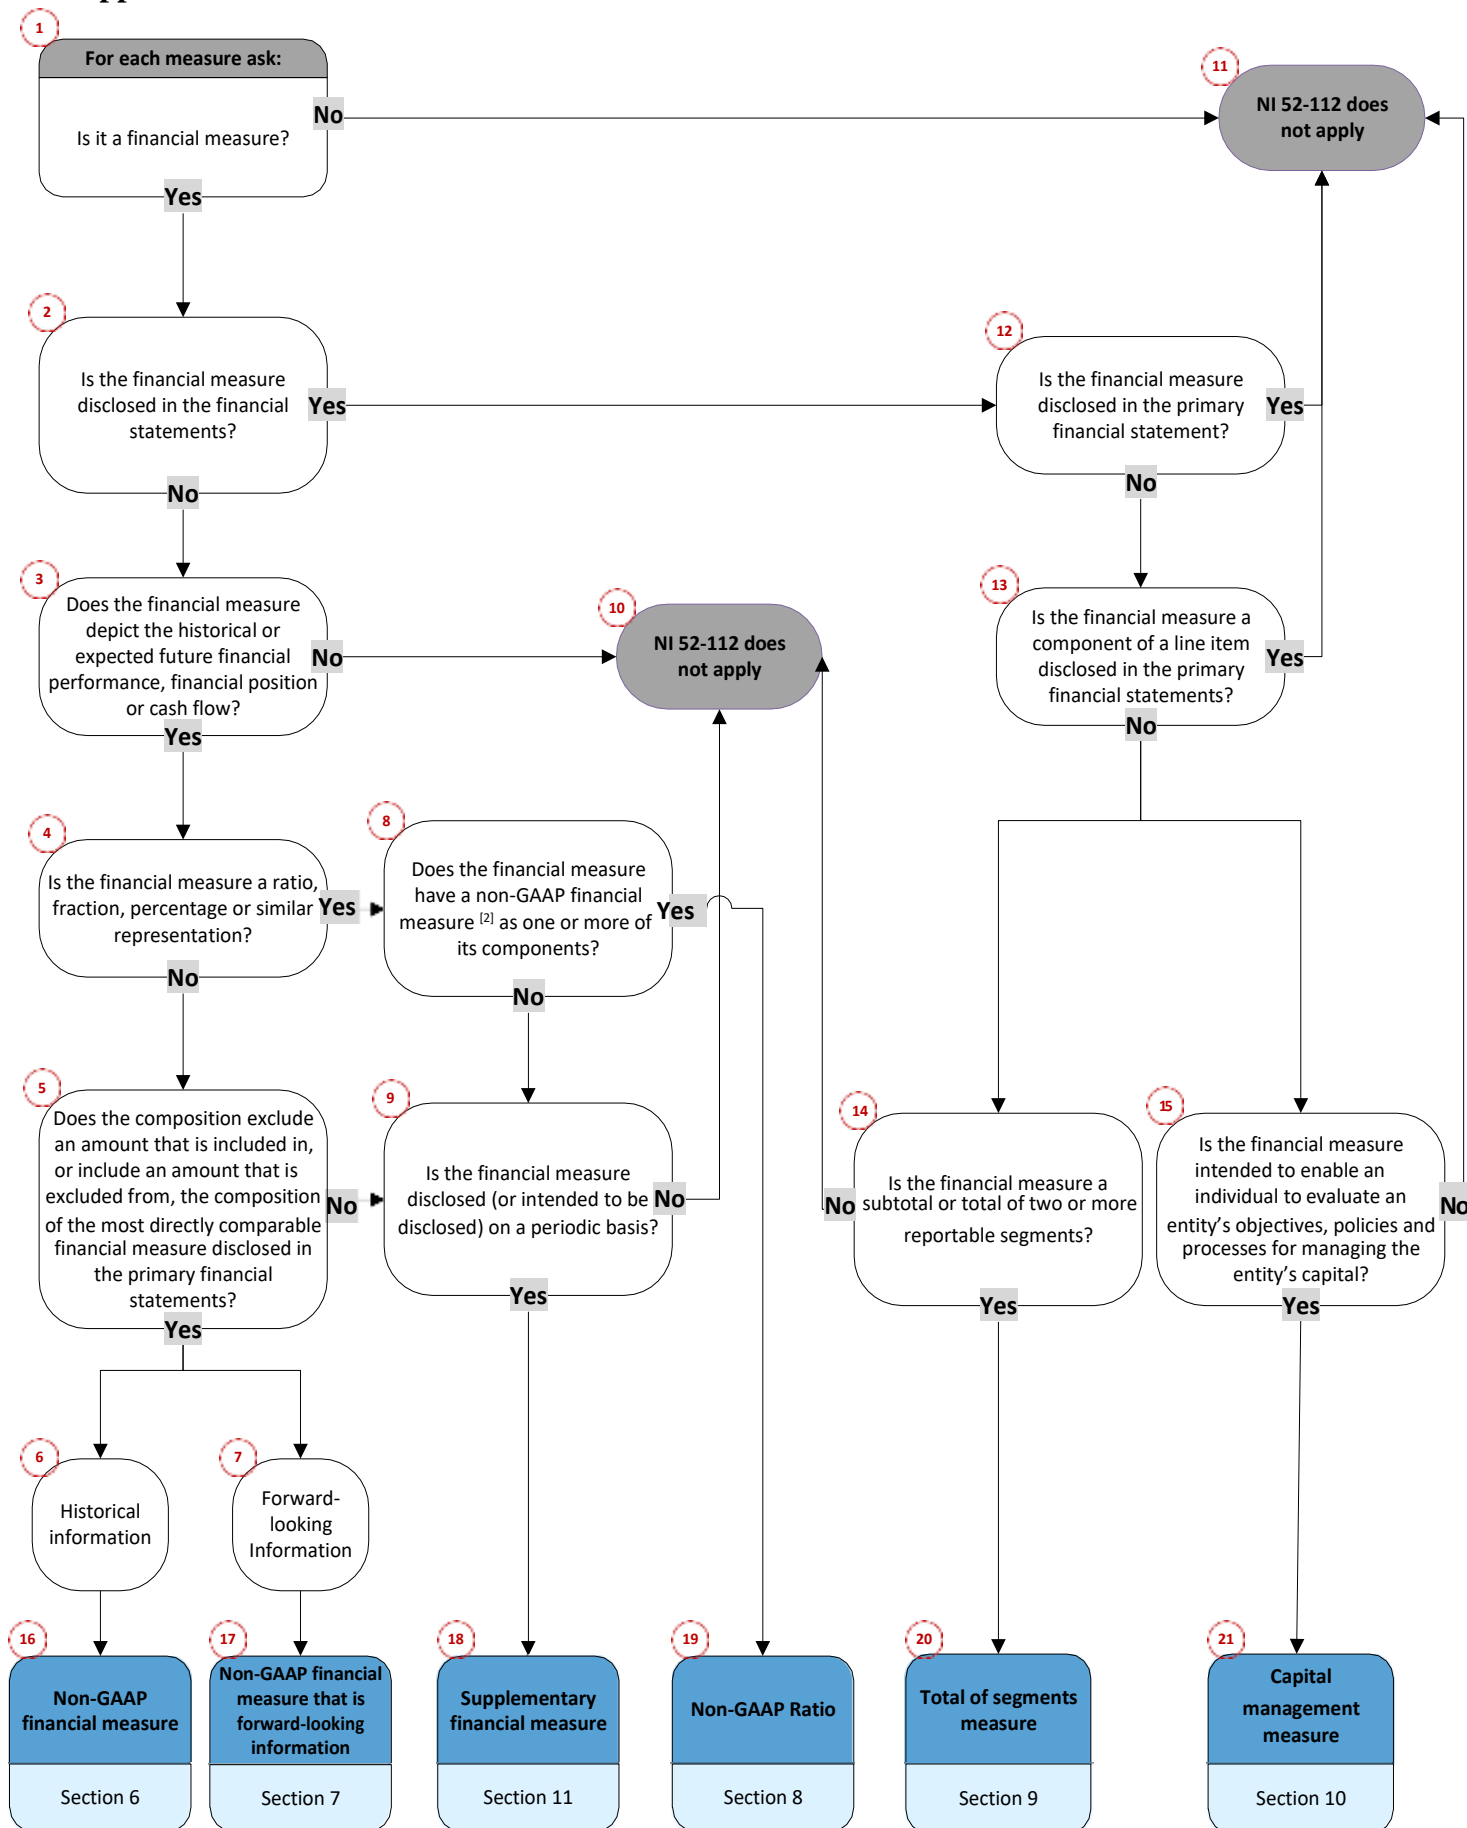 1
For each measure ask:
Is it a financial measure?
No
Yes
11
NI 52-112 does
not apply
2
Is the financial measure
disclosed in the financial
statements?
Yes
No
12
Is the financial measure
disclosed in the primary
financial statement?
Yes
No
3
Does the financial measure
depict the historical or
expected future financial
performance, financial position
or cash flow?
No
Yes
10
NI 52-112 does
not apply
13
Is the financial measure a
component of a line item
disclosed in the primary
financial statements?
Yes
No
4
Is the financial measure a ratio,
fraction, percentage or similar
representation?
Yes
No
8
Does the financial measure
have a non-GAAP financial
measure [2] as one or more of
its components?
Yes
No
5
Does the composition exclude
an amount that is included in,
or include an amount that is
excluded from, the composition
of the most directly comparable
financial measure disclosed in
the primary financial
statements?
No
Yes
9
Is the financial measure
disclosed (or intended to be
disclosed) on a periodic basis?
No
Yes
14
Is the financial measure a
subtotal or total of two or more
reportable segments?
No
Yes
15
Is the financial measure
intended to enable an
individual to evaluate an
entity's objectives, policies and
processes for managing the
entity's capital?
No
Yes
6
Historical
information
7
Forward-
looking
Information
16
Non-GAAP
financial measure
Section 6
17
Non-GAAP financial
measure that is
forward-looking
information
Section 7
18
Supplementary
financial measure
Section 11
19
Non-GAAP Ratio
Section 8
20
Total of segments
measure
Section 9
21
Capital
management
measure
Section 10